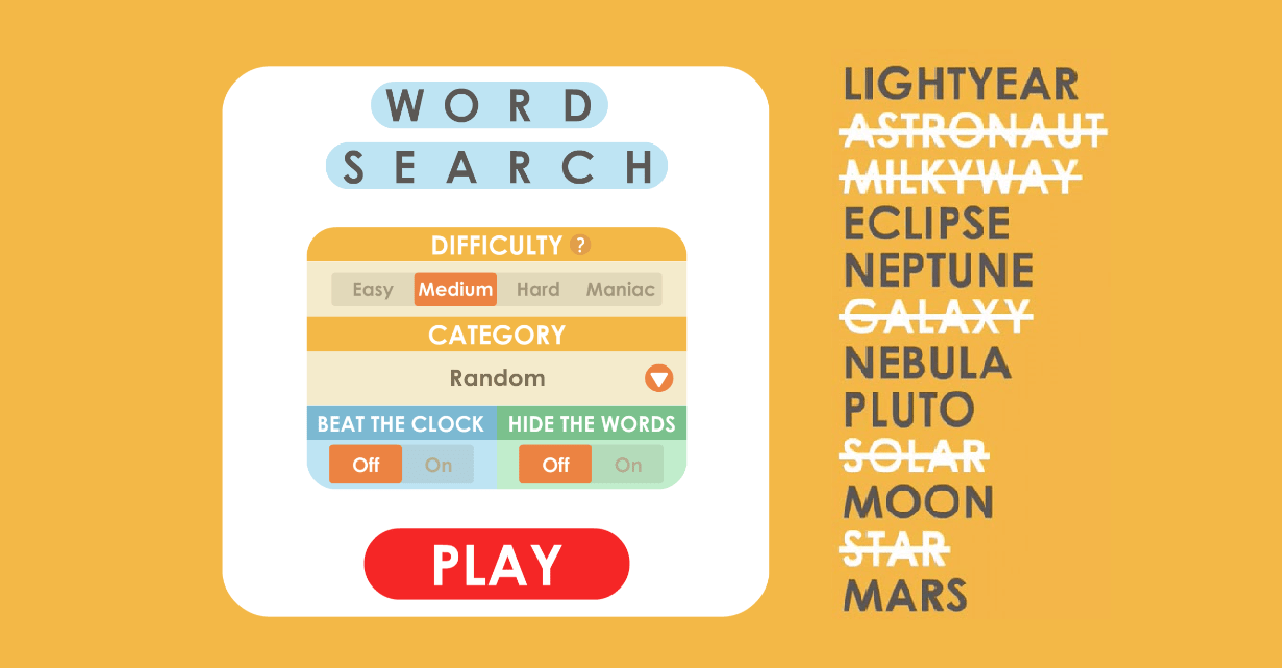 WORD
SEARCH
DIFFICULTY ?
Easy Medium Hard Maniac
CATEGORY
Random
BEAT THE CLOCK HIDE THE WORDS
Off On Off On
PLAY
LIGHTYEAR
ASTRONAUT
MILKYWAY
ECLIPSE
NEPTUNE
GALAXY
NEBULA
PLUTO
SOLAR
MOON
STAR
MARS